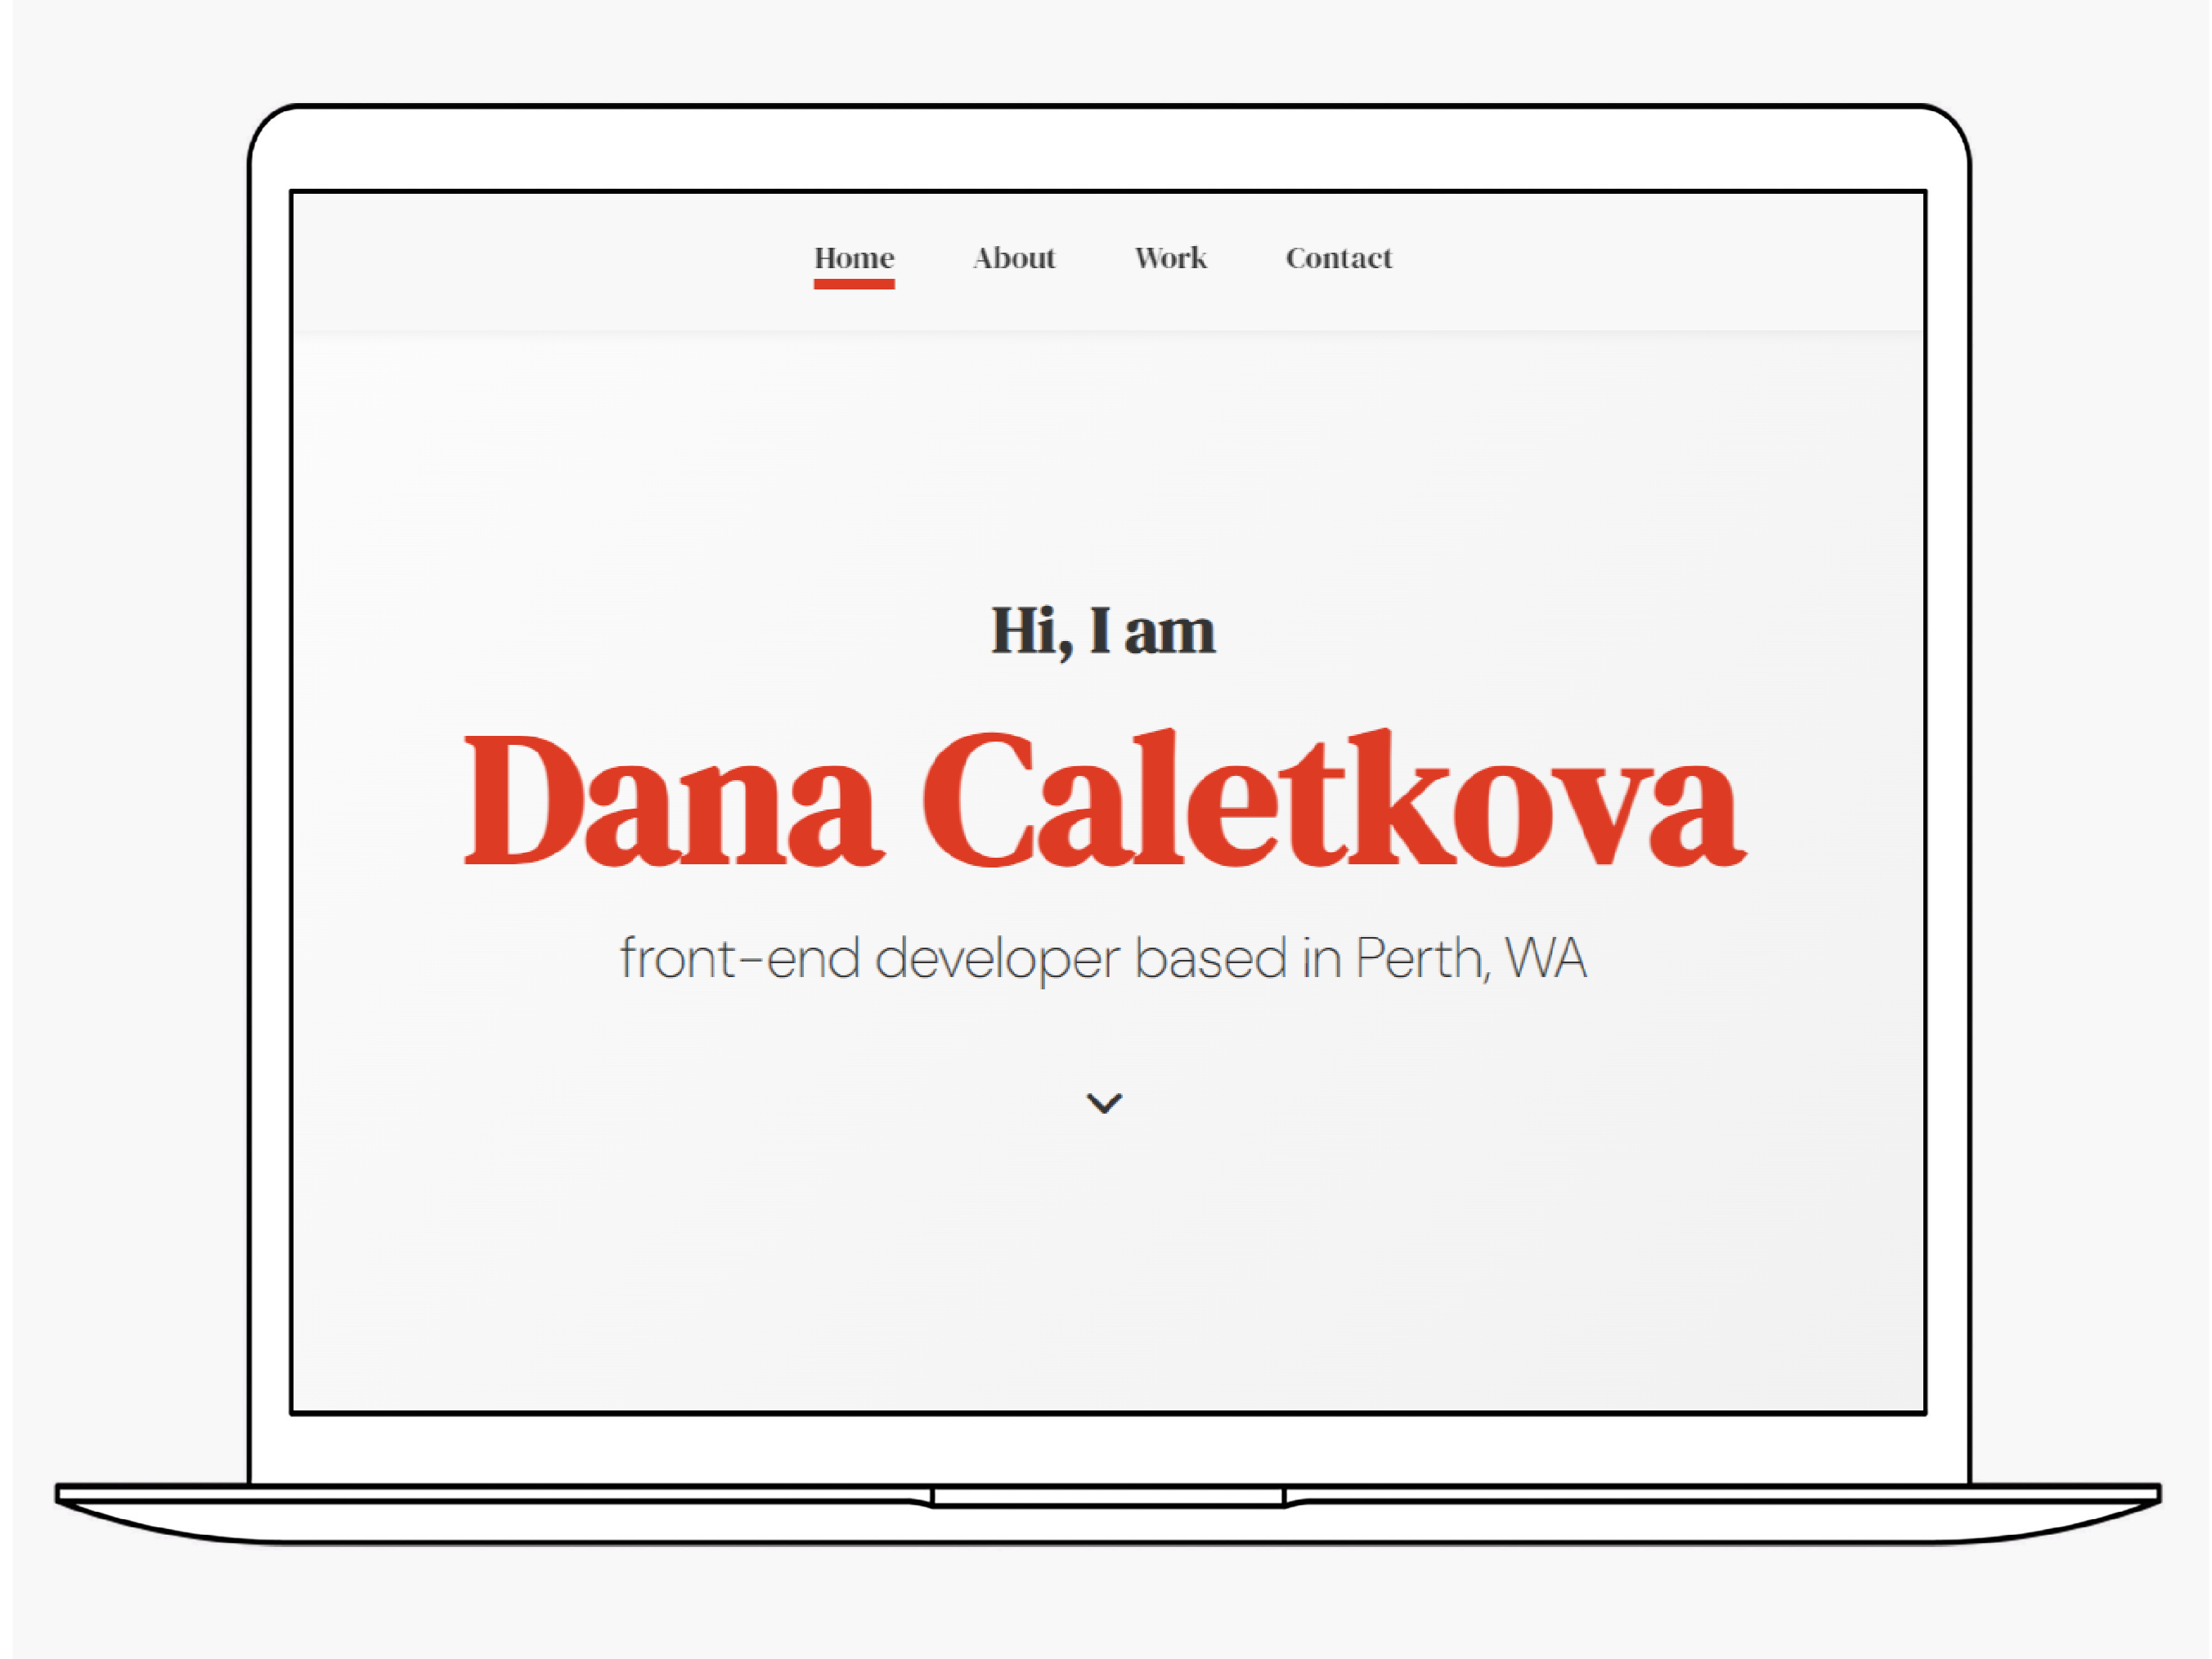 Home About Work Contact
Hi, I am
Dana Caletkova
front-end developer based in Perth, WA